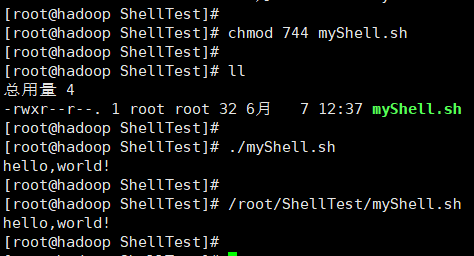 [root@hadoop ShellTest]#
[root@hadoop ShellTest]# chmod 744 myShell.sh
[root@hadoop ShellTest]#
[root@hadoop ShellTest]# ll
总用量 4
-rwxr--r--. 1 root root 32 6月   7 12:37 myShell.sh
[root@hadoop ShellTest]#
[root@hadoop ShellTest]# ./myShell.sh
hello,world!
[root@hadoop ShellTest]#
[root@hadoop ShellTest]# /root/ShellTest/myShell.sh
hello,world!
[root@hadoop ShellTest]#